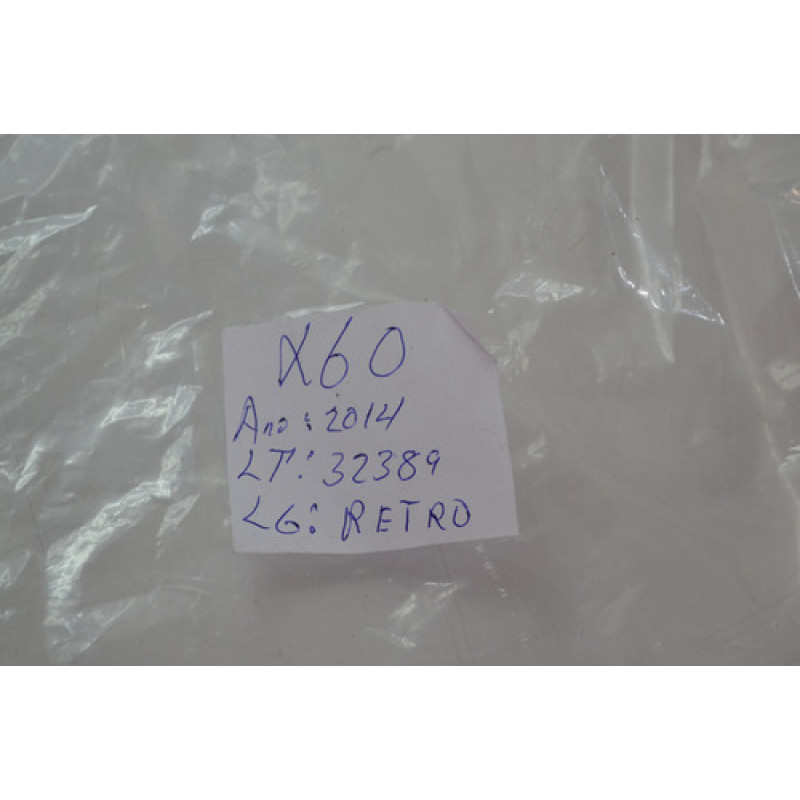 X60
Ano: 2014
LT: 32389
LG: RETRO